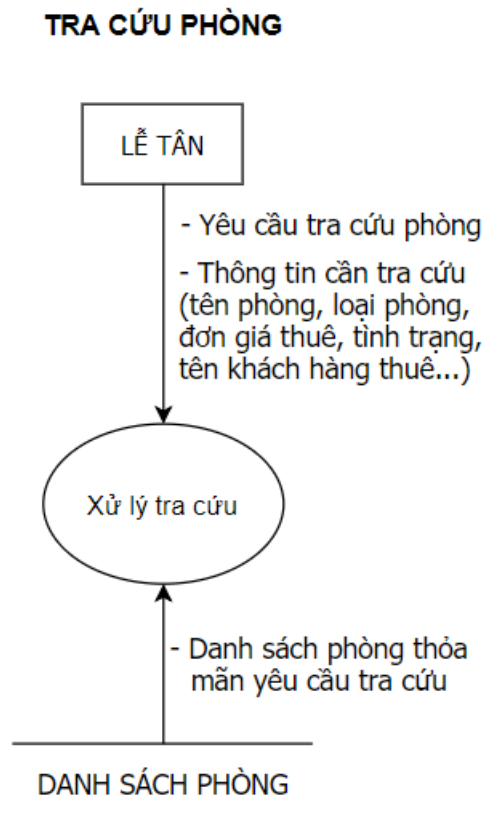 TRA CỨU PHÒNG
LỄ TÂN
- Yêu cầu tra cứu phòng
- Thông tin cần tra cứu
(tên phòng, loại phòng,
đơn giá thuê, tình trạng,
tên khách hàng thuê...)
Xử lý tra cứu
- Danh sách phòng thỏa
mãn yêu cầu tra cứu
DANH SÁCH PHÒNG